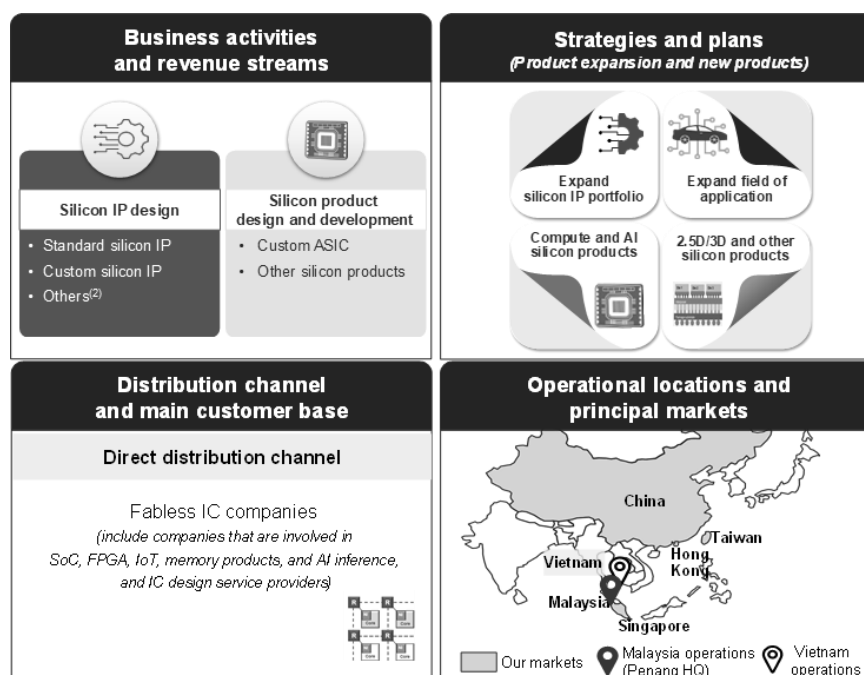 Business activities
and revenue streams
Silicon IP design
• Standard silicon IP
• Custom silicon IP
• Others(2)
Silicon product
design and development
• Custom ASIC
• Other silicon products
Strategies and plans
(Product expansion and new products)
Expand
silicon IP portfolio
Expand field of
application
Compute and AI
silicon products
2.5D/3D and other
silicon products
Distribution channel
and main customer base
Direct distribution channel
Fabless IC companies
(include companies that are involved in
SoC, FPGA, IoT, memory products, and AI inference,
and IC design service providers)
R R
Core Core
R R
Core Core
Operational locations and
principal markets
China
Taiwan
Hong
Kong
Vietnam
Malaysia
Singapore
Our markets
Malaysia operations
(Penang HQ)
Vietnam
operations